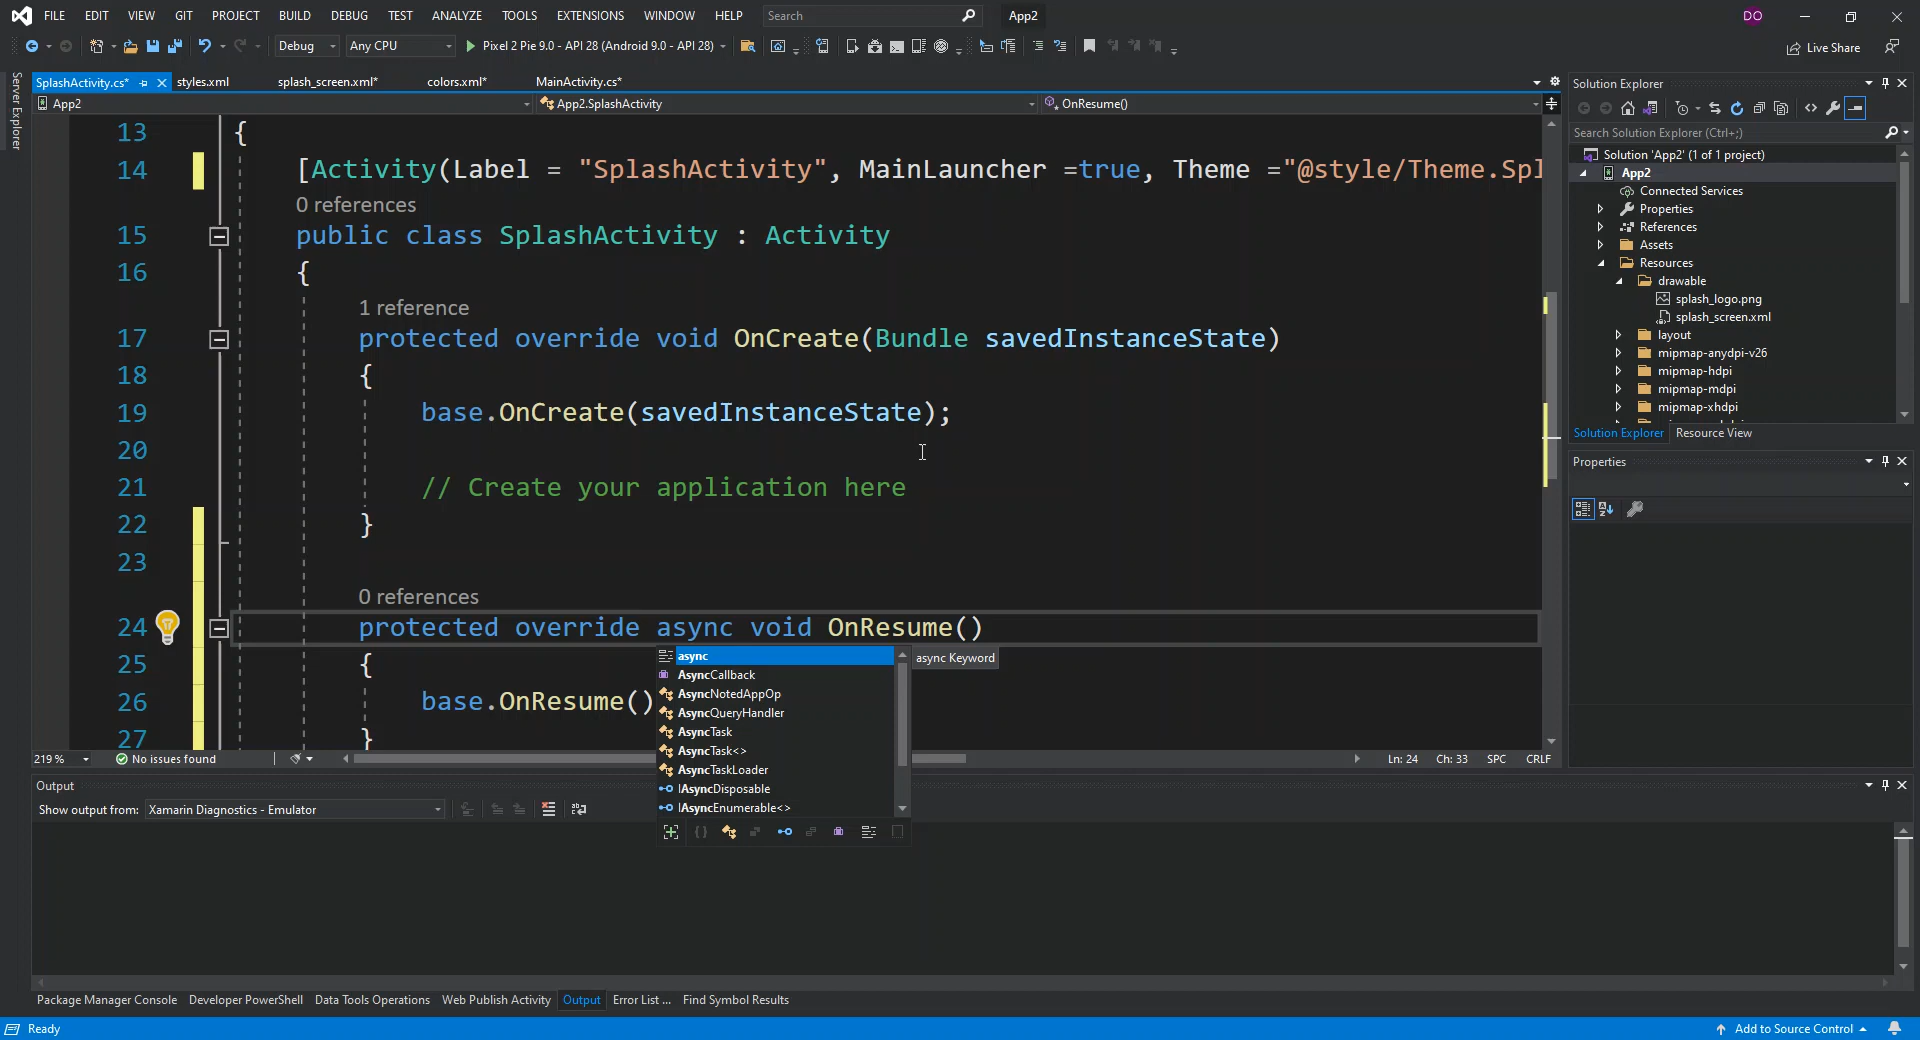 FILE EDIT VIEW GIT PROJECT BUILD DEBUG TEST ANALYZE TOOLS EXTENSIONS WINDOW HELP Search App2 DO
Debug Any CPU Pixel 2 Pie 9.0 - API 28 (Android 9.0 - API 28) Live Share
Server Explorer
SplashActivity.cs* styles.xml splash_screen.xml* colors.xml* MainActivity.cs*
App2 App2.SplashActivity OnResume()
13 {
14 [Activity(Label = "SplashActivity", MainLauncher =true, Theme ="@style/Theme.Spl
0 references
15 public class SplashActivity : Activity
16 {
1 reference
17 protected override void OnCreate(Bundle savedInstanceState)
18 {
19 base.OnCreate(savedInstanceState);
20
21 // Create your application here
22 }
23
0 references
24 protected override async void OnResume()
25 {
26 base.OnResume()
27 }
async async Keyword
AsyncCallback
AsyncNotedAppOp
AsyncQueryHandler
AsyncTask
AsyncTask<>
AsyncTaskLoader
IAsyncDisposable
IAsyncEnumerable<>
219 % No issues found Ln: 24 Ch: 33 SPC CRLF
Solution Explorer
Search Solution Explorer (Ctrl+;)
Solution 'App2' (1 of 1 project)
App2
Connected Services
Properties
References
Assets
Resources
drawable
splash_logo.png
splash_screen.xml
layout
mipmap-anydpi-v26
mipmap-hdpi
mipmap-mdpi
mipmap-xhdpi
Solution Explorer Resource View
Properties
Output
Show output from: Xamarin Diagnostics - Emulator
Package Manager Console Developer PowerShell Data Tools Operations Web Publish Activity Output Error List ... Find Symbol Results
Ready Add to Source Control